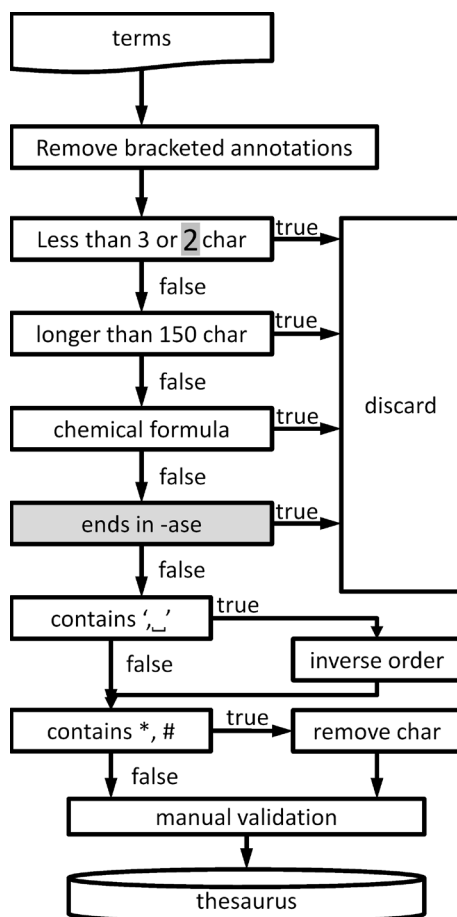 terms
Remove bracketed annotations
Less than 3 or 2 char
true
false
longer than 150 char
true
false
chemical formula
true
discard
false
ends in -ase
true
false
contains ‘,␣’
true
false
inverse order
contains *, #
true
remove char
false
manual validation
thesaurus